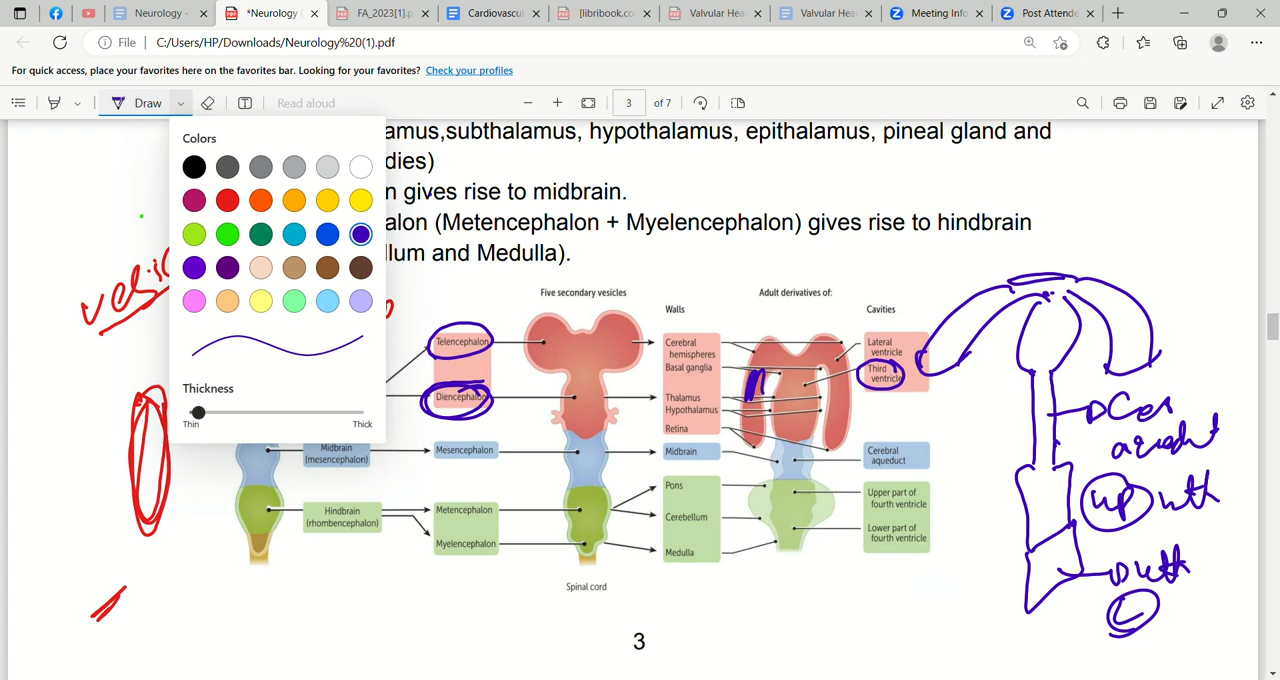 Neurology -
*Neurology (
FA_2023[1].p
Cardiovascul
[libribook.co
Valvular Hea
Valvular Hea
Meeting Info
Post Attende
File
C:/Users/HP/Downloads/Neurology%20(1).pdf
For quick access, place your favorites here on the favorites bar. Looking for your favorites? Check your profiles
Draw
Read aloud
3
of 7
Colors
Thickness
Thin
Thick
amus,subthalamus, hypothalamus, epithalamus, pineal gland and
dies)
n gives rise to midbrain.
alon (Metencephalon + Myelencephalon) gives rise to hindbrain
llum and Medulla).
Five secondary vesicles
Adult derivatives of:
Walls
Cavities
Telencephalon
Cerebral
hemispheres
Lateral
ventricle
Basal ganglia
Third
ventricle
Diencephalon
Thalamus
Hypothalamus
Retina
Midbrain
(mesencephalon)
Mesencephalon
Midbrain
Cerebral
aqueduct
Pons
Upper part of
fourth ventricle
Hindbrain
(rhombencephalon)
Metencephalon
Cerebellum
Lower part of
fourth ventricle
Myelencephalon
Medulla
Spinal cord
3
up